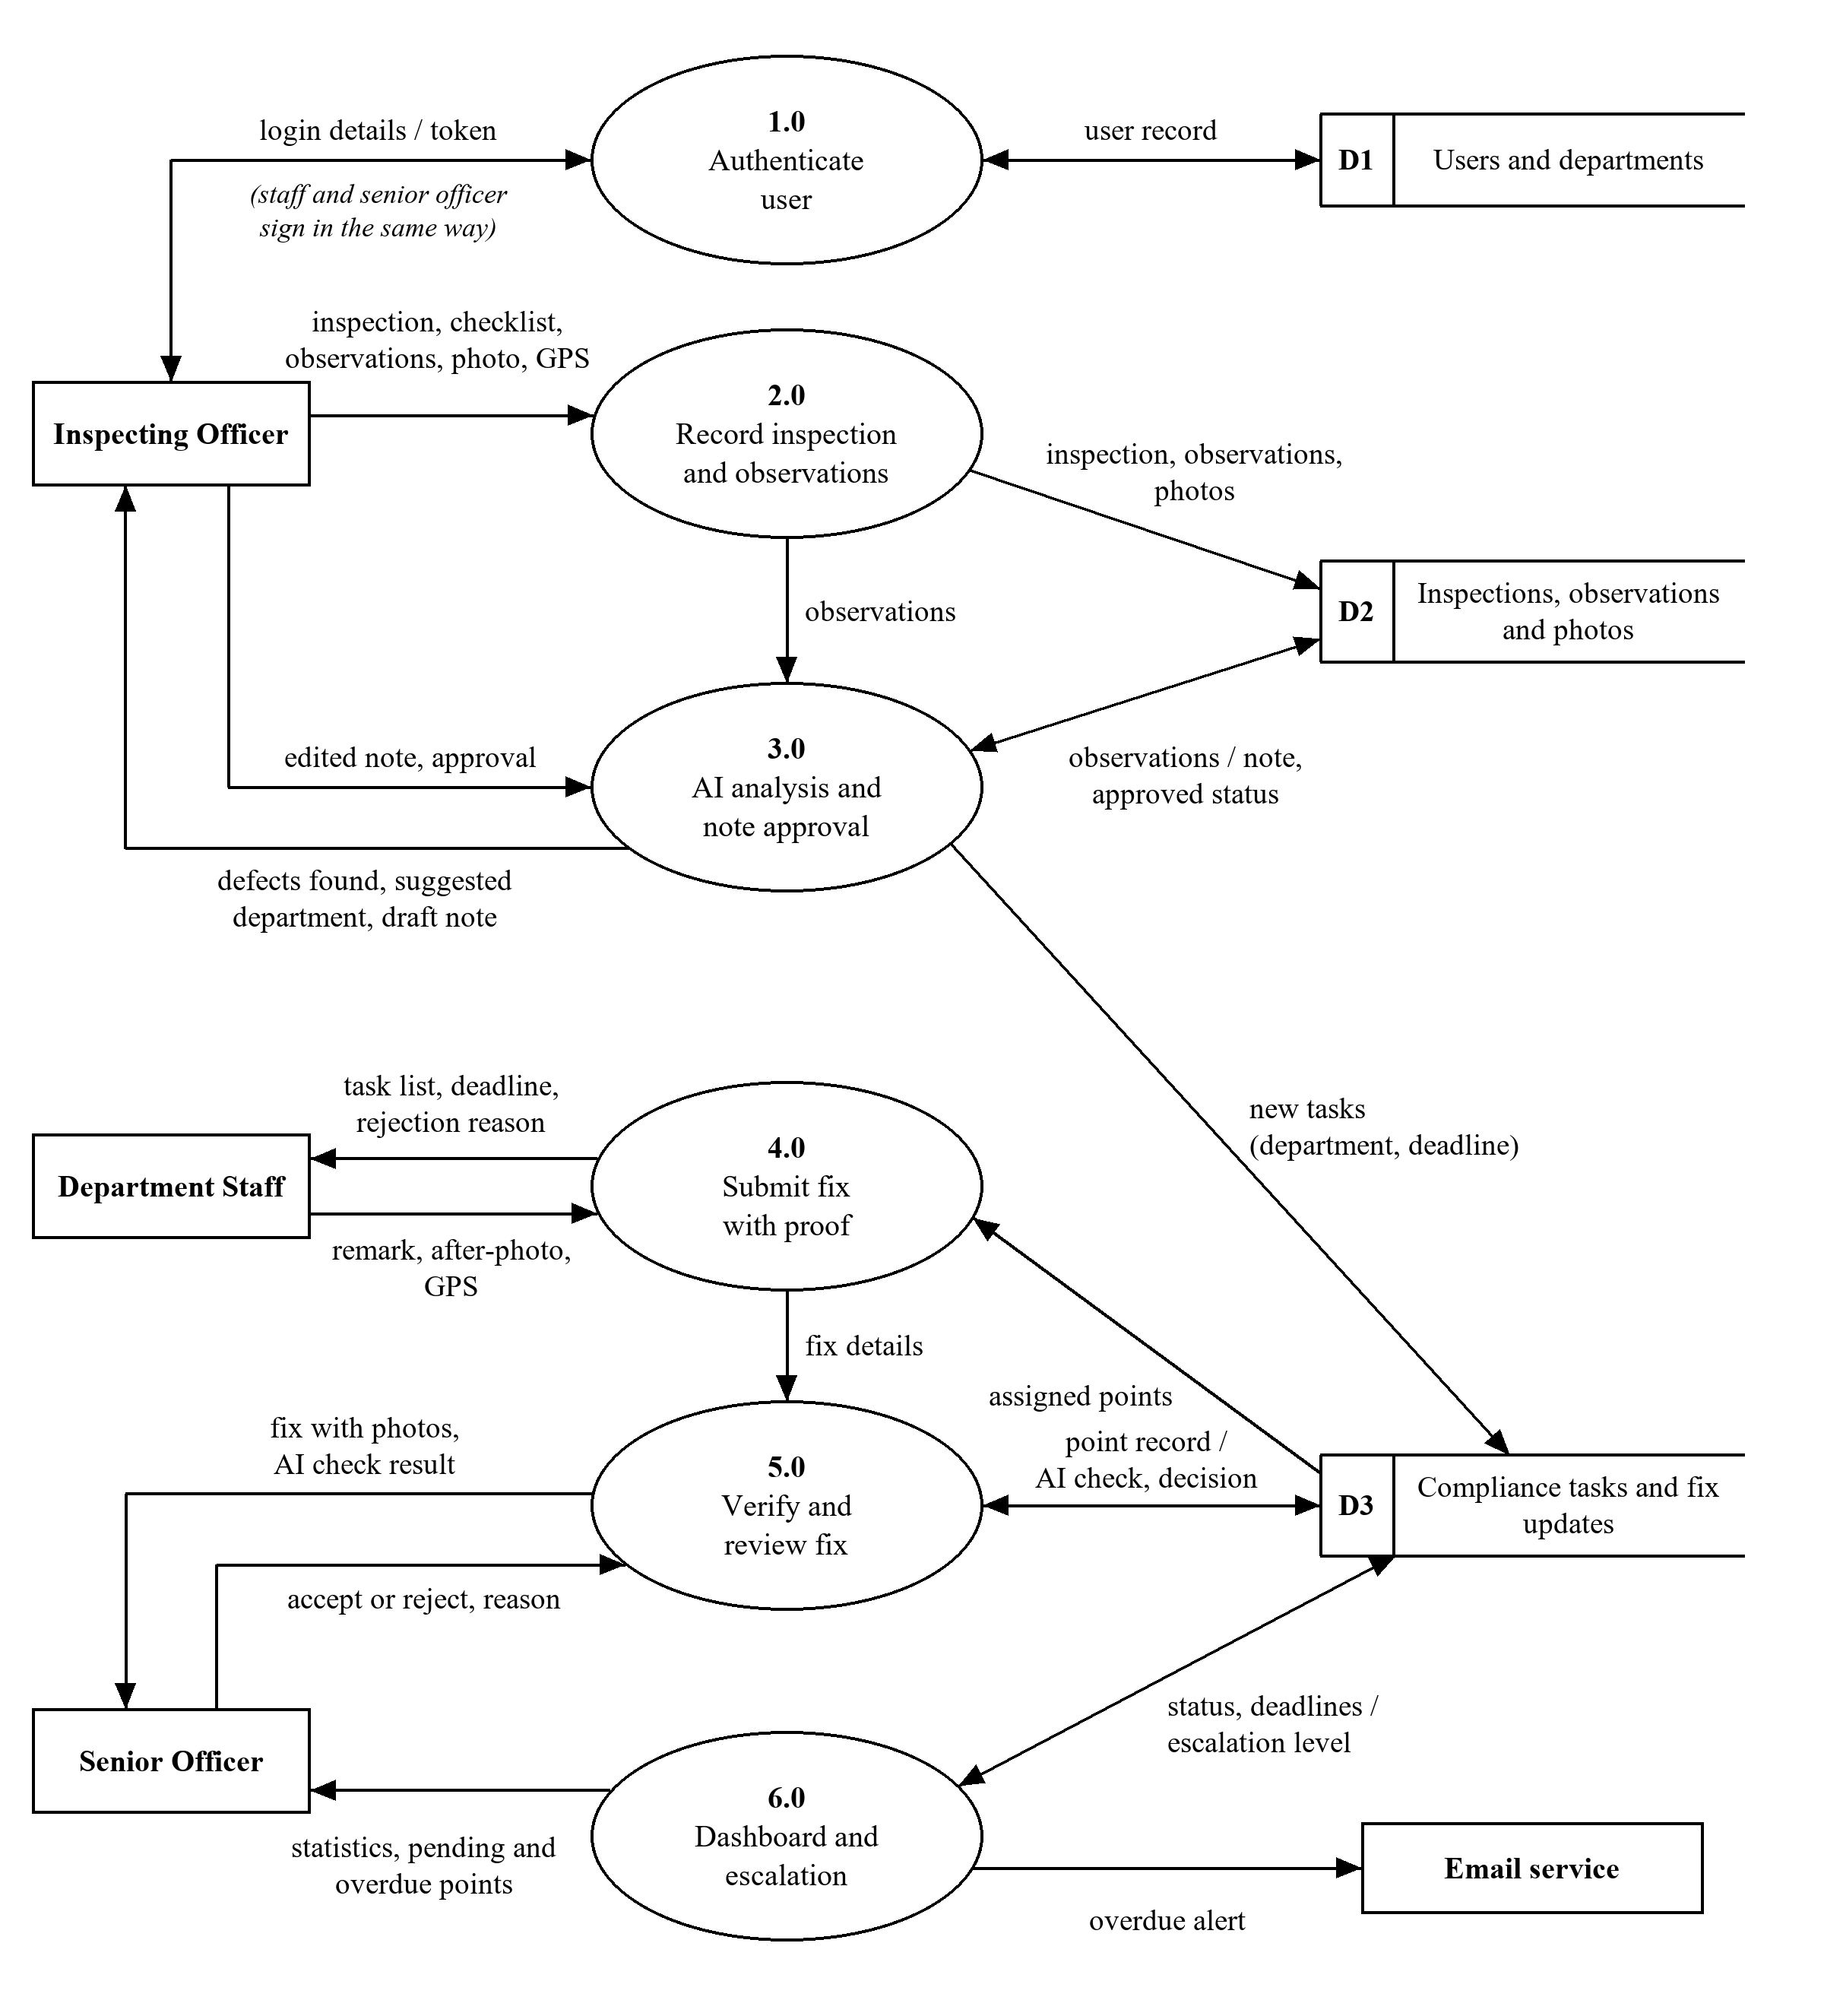 login details / token
(staff and senior officer
sign in the same way)
1.0
Authenticate
user
user record
D1
Users and departments
inspection, checklist,
observations, photo, GPS
Inspecting Officer
2.0
Record inspection
and observations
inspection, observations,
photos
observations
D2
Inspections, observations
and photos
edited note, approval
3.0
AI analysis and
note approval
observations / note,
approved status
defects found, suggested
department, draft note
task list, deadline,
rejection reason
Department Staff
remark, after-photo,
GPS
4.0
Submit fix
with proof
new tasks
(department, deadline)
fix details
assigned points
fix with photos,
AI check result
5.0
Verify and
review fix
point record /
AI check, decision
D3
Compliance tasks and fix
updates
accept or reject, reason
Senior Officer
status, deadlines /
escalation level
statistics, pending and
overdue points
6.0
Dashboard and
escalation
overdue alert
Email service